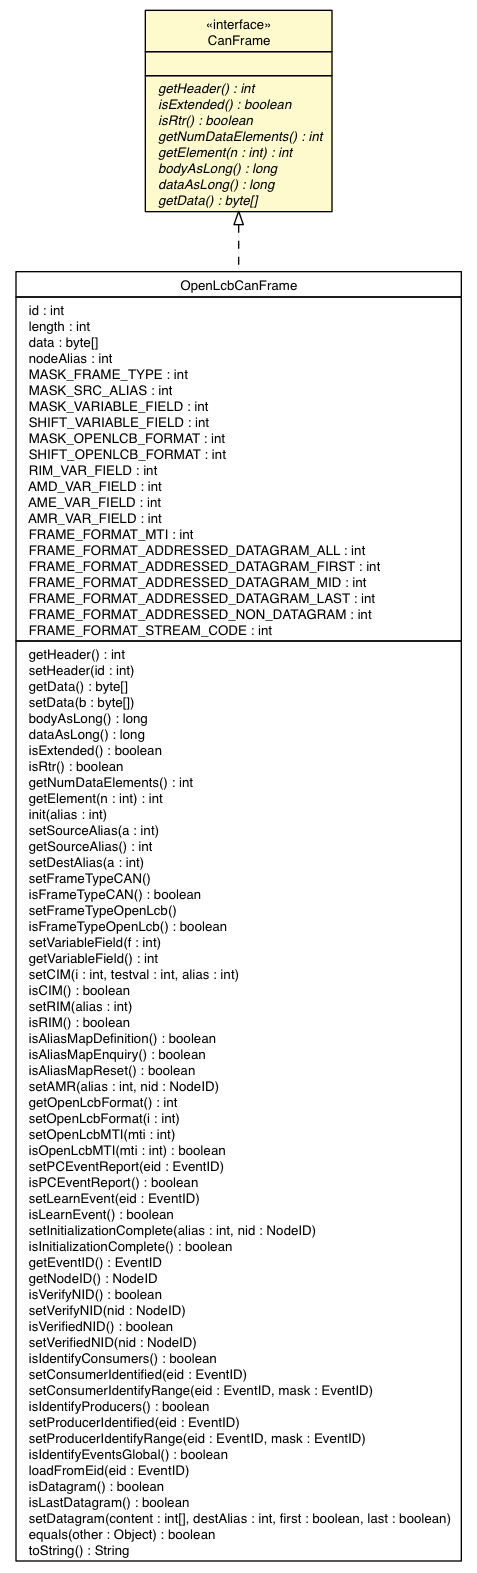 «interface»
CanFrame
getHeader() : int
isExtended() : boolean
isRtr() : boolean
getNumDataElements() : int
getElement(n : int) : int
bodyAsLong() : long
dataAsLong() : long
getData() : byte[]
OpenLcbCanFrame
id : int
length : int
data : byte[]
nodeAlias : int
MASK_FRAME_TYPE : int
MASK_SRC_ALIAS : int
MASK_VARIABLE_FIELD : int
SHIFT_VARIABLE_FIELD : int
MASK_OPENLCB_FORMAT : int
SHIFT_OPENLCB_FORMAT : int
RIM_VAR_FIELD : int
AMD_VAR_FIELD : int
AME_VAR_FIELD : int
AMR_VAR_FIELD : int
FRAME_FORMAT_MTI : int
FRAME_FORMAT_ADDRESSED_DATAGRAM_ALL : int
FRAME_FORMAT_ADDRESSED_DATAGRAM_FIRST : int
FRAME_FORMAT_ADDRESSED_DATAGRAM_MID : int
FRAME_FORMAT_ADDRESSED_DATAGRAM_LAST : int
FRAME_FORMAT_ADDRESSED_NON_DATAGRAM : int
FRAME_FORMAT_STREAM_CODE : int
getHeader() : int
setHeader(id : int)
getData() : byte[]
setData(b : byte[])
bodyAsLong() : long
dataAsLong() : long
isExtended() : boolean
isRtr() : boolean
getNumDataElements() : int
getElement(n : int) : int
init(alias : int)
setSourceAlias(a : int)
getSourceAlias() : int
setDestAlias(a : int)
setFrameTypeCAN()
isFrameTypeCAN() : boolean
setFrameTypeOpenLcb()
isFrameTypeOpenLcb() : boolean
setVariableField(f : int)
getVariableField() : int
setCIM(i : int, testval : int, alias : int)
isCIM() : boolean
setRIM(alias : int)
isRIM() : boolean
isAliasMapDefinition() : boolean
isAliasMapEnquiry() : boolean
isAliasMapReset() : boolean
setAMR(alias : int, nid : NodeID)
getOpenLcbFormat() : int
setOpenLcbFormat(i : int)
setOpenLcbMTI(mti : int)
isOpenLcbMTI(mti : int) : boolean
setPCEventReport(eid : EventID)
isPCEventReport() : boolean
setLearnEvent(eid : EventID)
isLearnEvent() : boolean
setInitializationComplete(alias : int, nid : NodeID)
isInitializationComplete() : boolean
getEventID() : EventID
getNodeID() : NodeID
isVerifyNID() : boolean
setVerifyNID(nid : NodeID)
isVerifiedNID() : boolean
setVerifiedNID(nid : NodeID)
isIdentifyConsumers() : boolean
setConsumerIdentified(eid : EventID)
setConsumerIdentifyRange(eid : EventID, mask : EventID)
isIdentifyProducers() : boolean
setProducerIdentified(eid : EventID)
setProducerIdentifyRange(eid : EventID, mask : EventID)
isIdentifyEventsGlobal() : boolean
loadFromEid(eid : EventID)
isDatagram() : boolean
isLastDatagram() : boolean
setDatagram(content : int[], destAlias : int, first : boolean, last : boolean)
equals(other : Object) : boolean
toString() : String